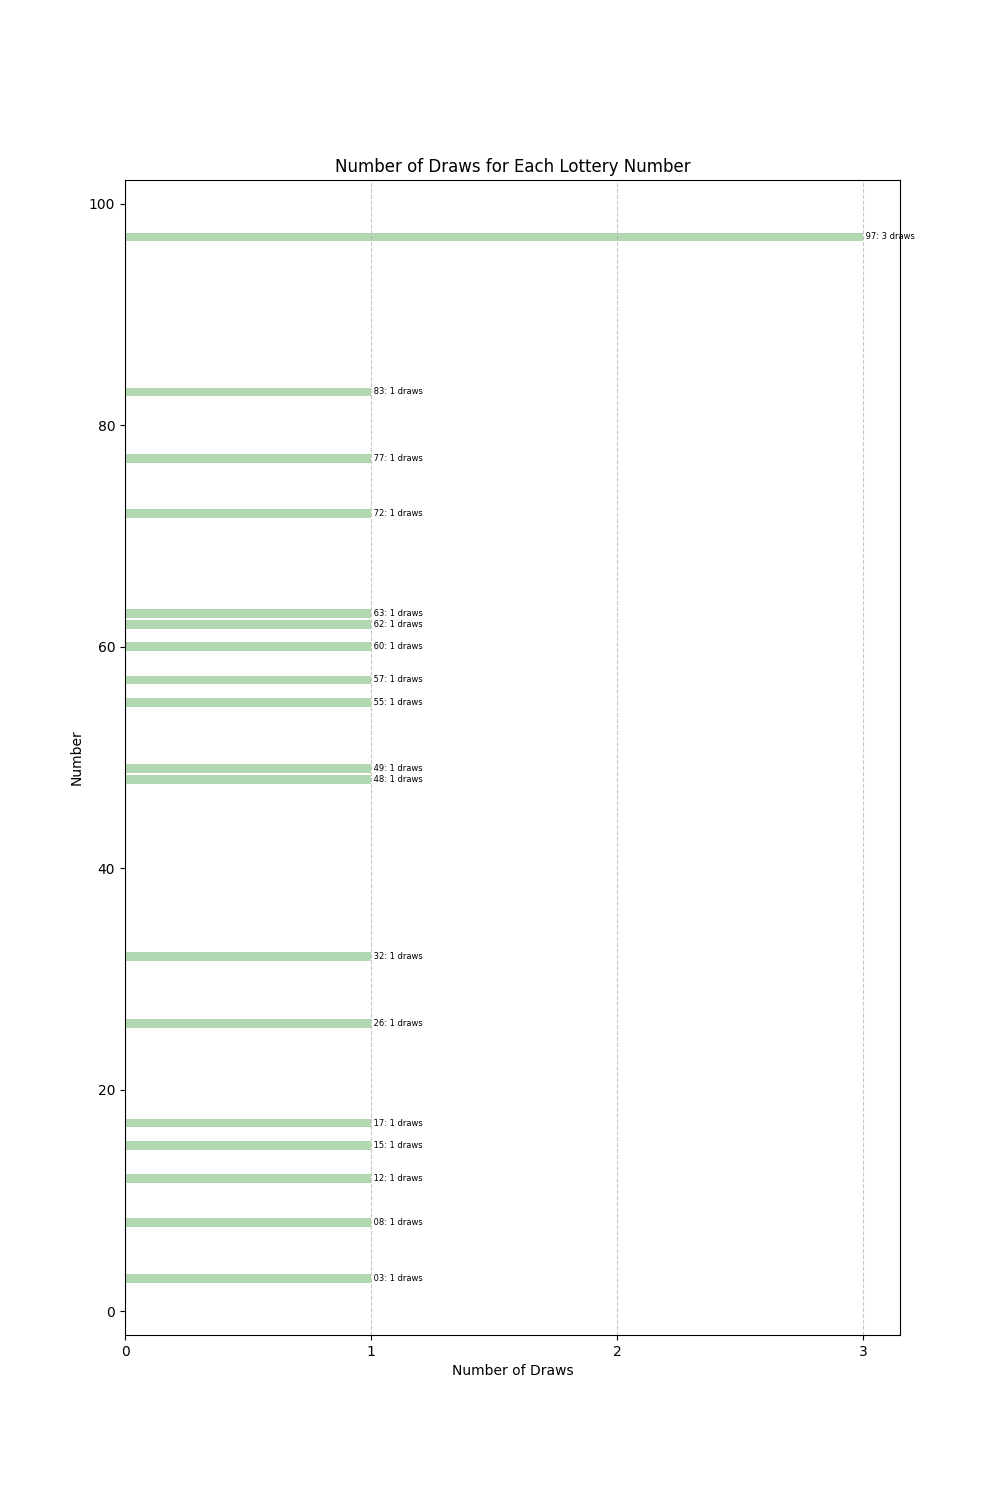 Number of Draws for Each Lottery Number
100
97: 3 draws
83: 1 draws
80
77: 1 draws
72: 1 draws
63: 1 draws
62: 1 draws
60: 1 draws
60
57: 1 draws
55: 1 draws
49: 1 draws
Number
48: 1 draws
40
32: 1 draws
26: 1 draws
20
17: 1 draws
15: 1 draws
12: 1 draws
08: 1 draws
03: 1 draws
0
0 1 2 3
Number of Draws